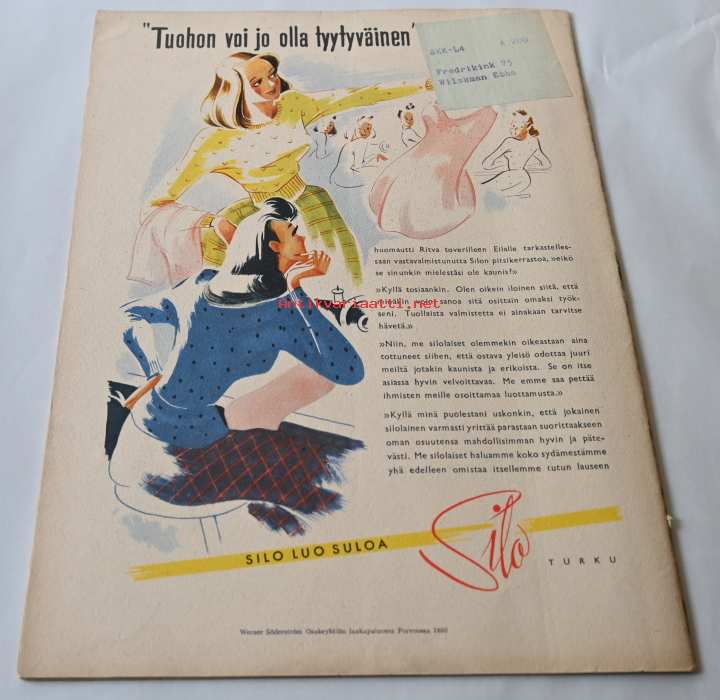 "Tuohon voi jo olla tyytyväinen"
Fredrikink 75
Wilskman Ebba
huomautti Ritva toverilleen Eilalle tarkastelles-
saan vastavalmistunutta Silon pitsikerrastoa, »eikö
se sinunkin mielestäsi ole kaunis?»
»Kyllä tosiaankin. Olen oikein iloinen siitä, että
voin sanoa sitä osittain omaksi työk-
seni. Tuollaista valmistetta ei ainakaan tarvitse
hävetä.»
antikvariaatti.net
»Niin, me silolaiset olemmekin oikeastaan aina
tottuneet siihen, että ostava yleisö odottaa juuri
meiltä jotakin kaunista ja erikoista. Se on itse
asiassa hyvin velvoittavaa. Me emme saa pettää
ihmisten meille osoittamaa luottamusta.»
»Kyllä minä puolestani uskonkin, että jokainen
silolainen varmasti yrittää parastaan suorittaakseen
oman osuutensa mahdollisimman hyvin ja päte-
västi. Me silolaiset haluamme koko sydämestämme
yhä edelleen omistaa itsellemme tutun lauseen
SILO LUO SULOA
Silo
TURKU
Werner Söderström Osakeyhtiön laakapainosta Porvoossa